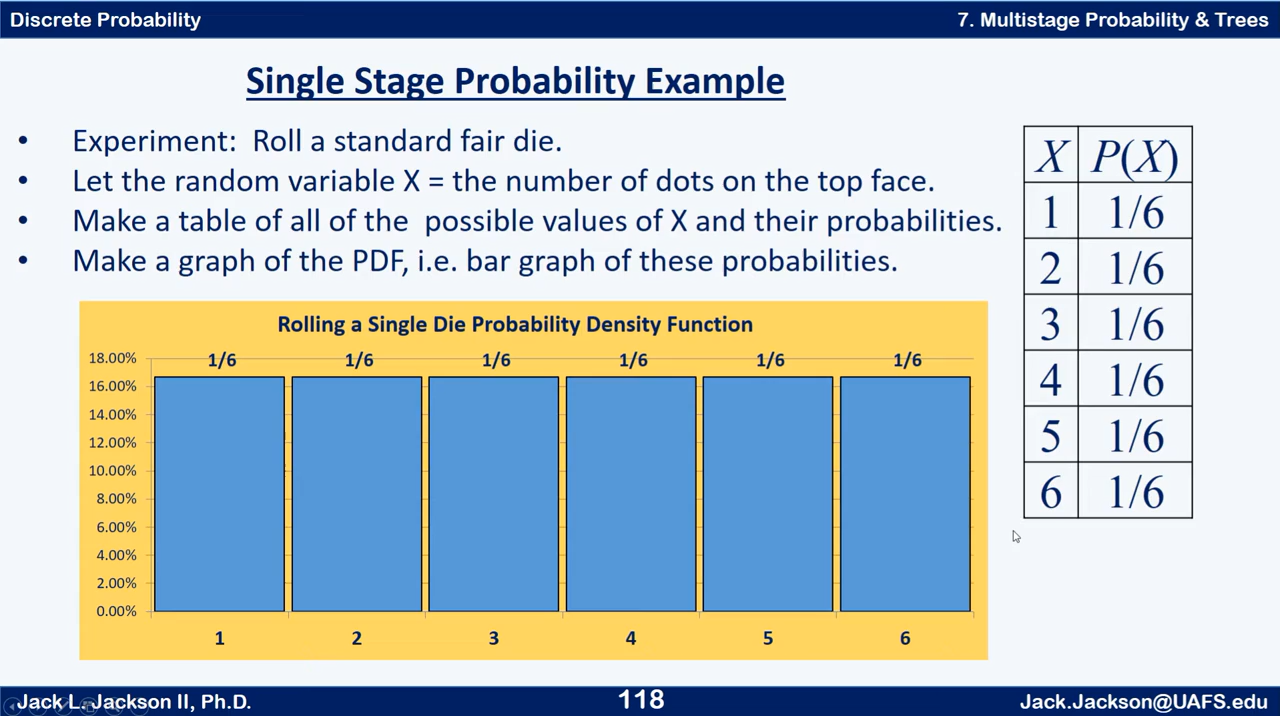 Discrete Probability
7. Multistage Probability & Trees
Single Stage Probability Example
• Experiment:  Roll a standard fair die.
• Let the random variable X = the number of dots on the top face.
• Make a table of all of the  possible values of X and their probabilities.
• Make a graph of the PDF, i.e. bar graph of these probabilities.
X P(X)
1 1/6
2 1/6
3 1/6
4 1/6
5 1/6
6 1/6
Rolling a Single Die Probability Density Function
18.00%
16.00%
14.00%
12.00%
10.00%
8.00%
6.00%
4.00%
2.00%
0.00%
1/6 1/6 1/6 1/6 1/6 1/6
1 2 3 4 5 6
Jack L. Jackson II, Ph.D.
118
Jack.Jackson@UAFS.edu